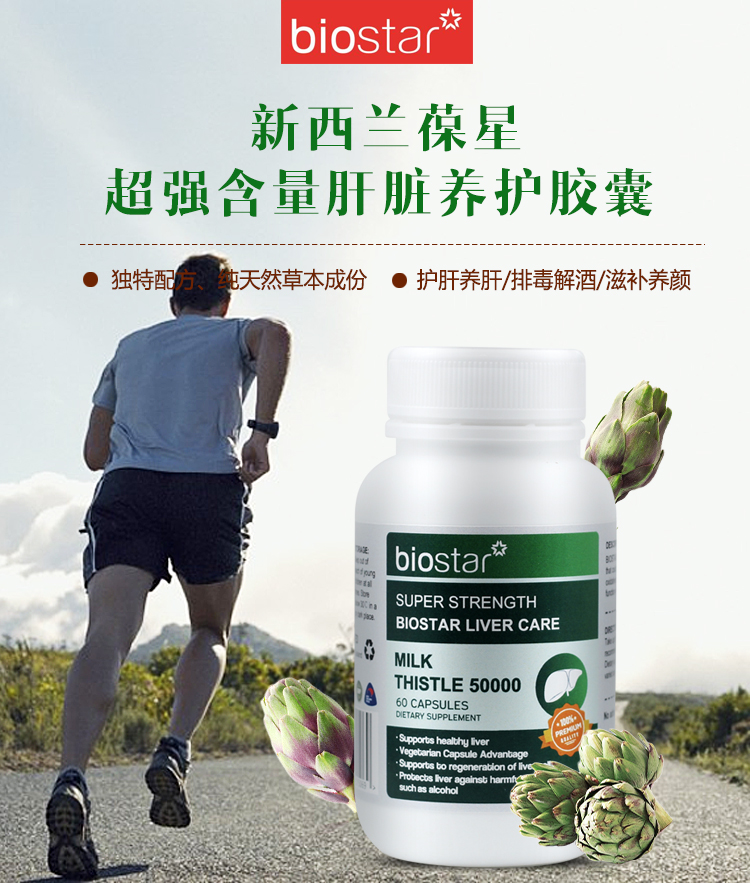 biostar
新西兰葆星
超强含量肝脏养护胶囊
● 独特配方、纯天然草本成份 ● 护肝养肝/排毒解酒/滋补养颜
biostar
SUPER STRENGTH
BIOSTAR LIVER CARE
MILK
THISTLE 50000
60 CAPSULES
DIETARY SUPPLEMENT
100%
PREMIUM
QUALITY
· Supports healthy liver
· Vegetarian Capsule Advantage
· Supports to regeneration of
· Protects liver against
such as alcohol